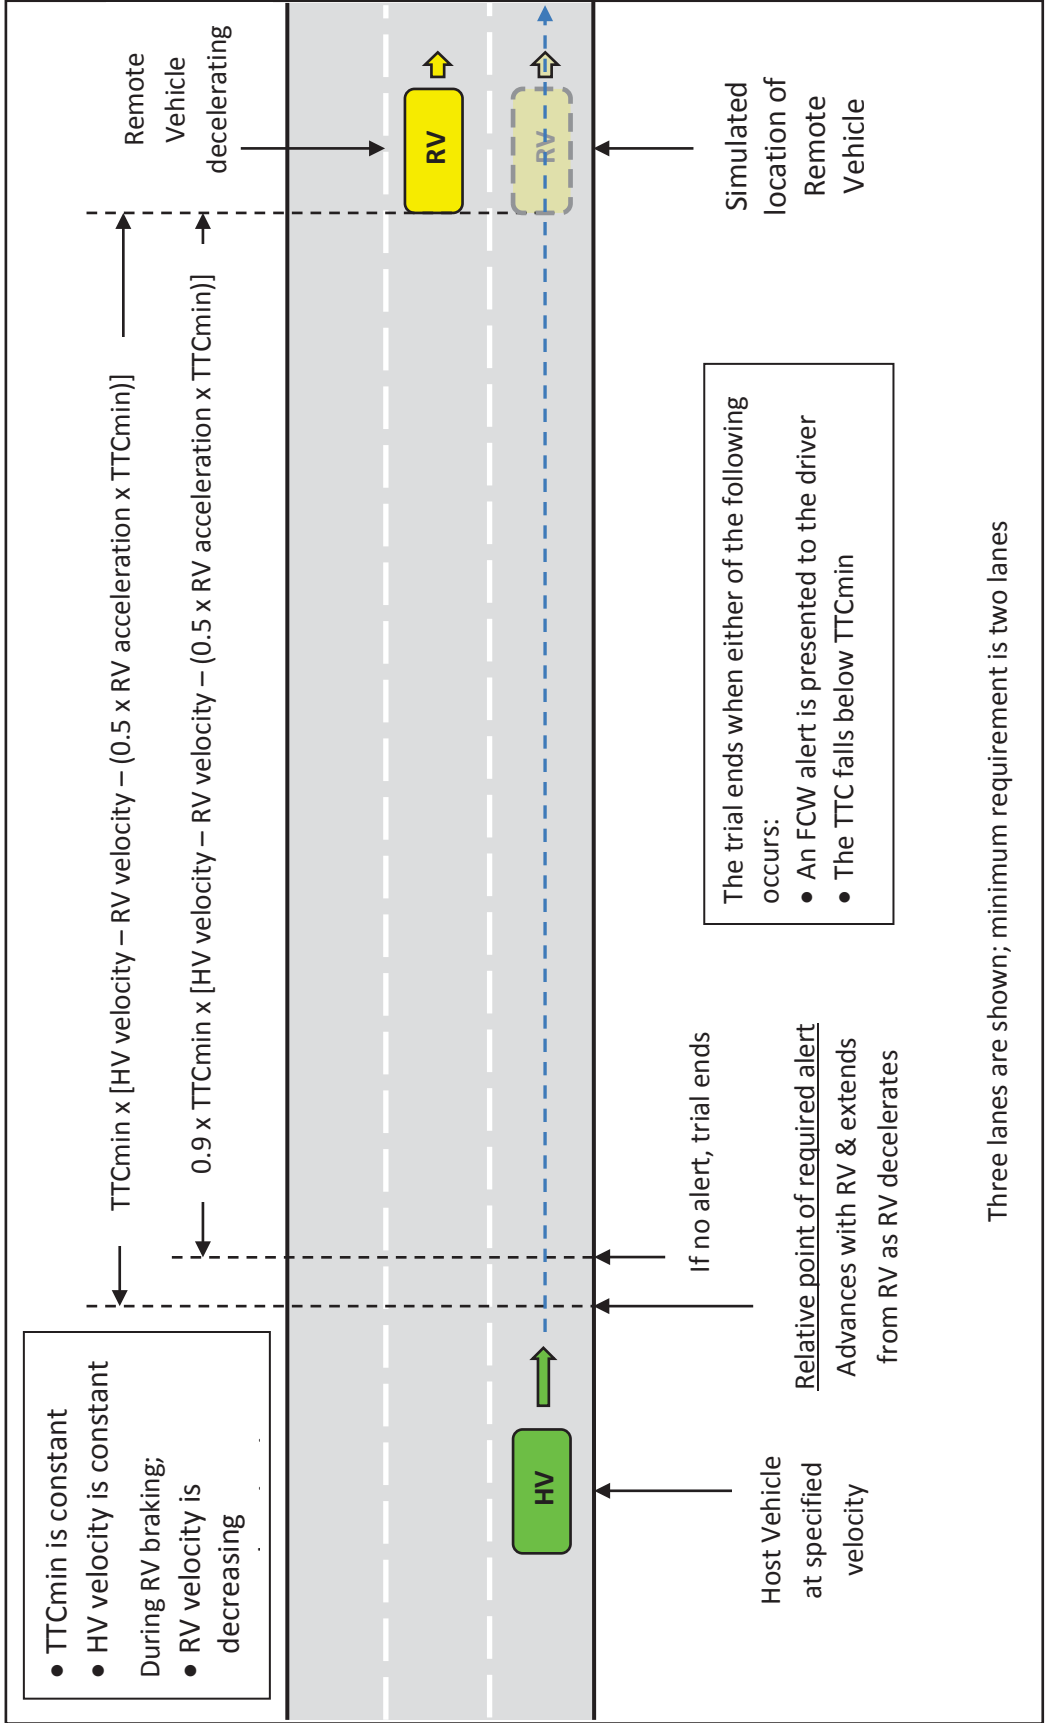 • TTCmin is constant
• HV velocity is constant
During RV braking;
• RV velocity is
decreasing
TTCmin x [HV velocity – RV velocity – (0.5 x RV acceleration x TTCmin)]
0.9 x TTCmin x [HV velocity – RV velocity – (0.5 x RV acceleration x TTCmin)]
Remote
Vehicle
decelerating
RV
HV
RV
Host Vehicle
at specified
velocity
If no alert, trial ends
Relative point of required alert
Advances with RV & extends
from RV as RV decelerates
The trial ends when either of the following
occurs:
• An FCW alert is presented to the driver
• The TTC falls below TTCmin
Simulated
location of
Remote
Vehicle
Three lanes are shown; minimum requirement is two lanes